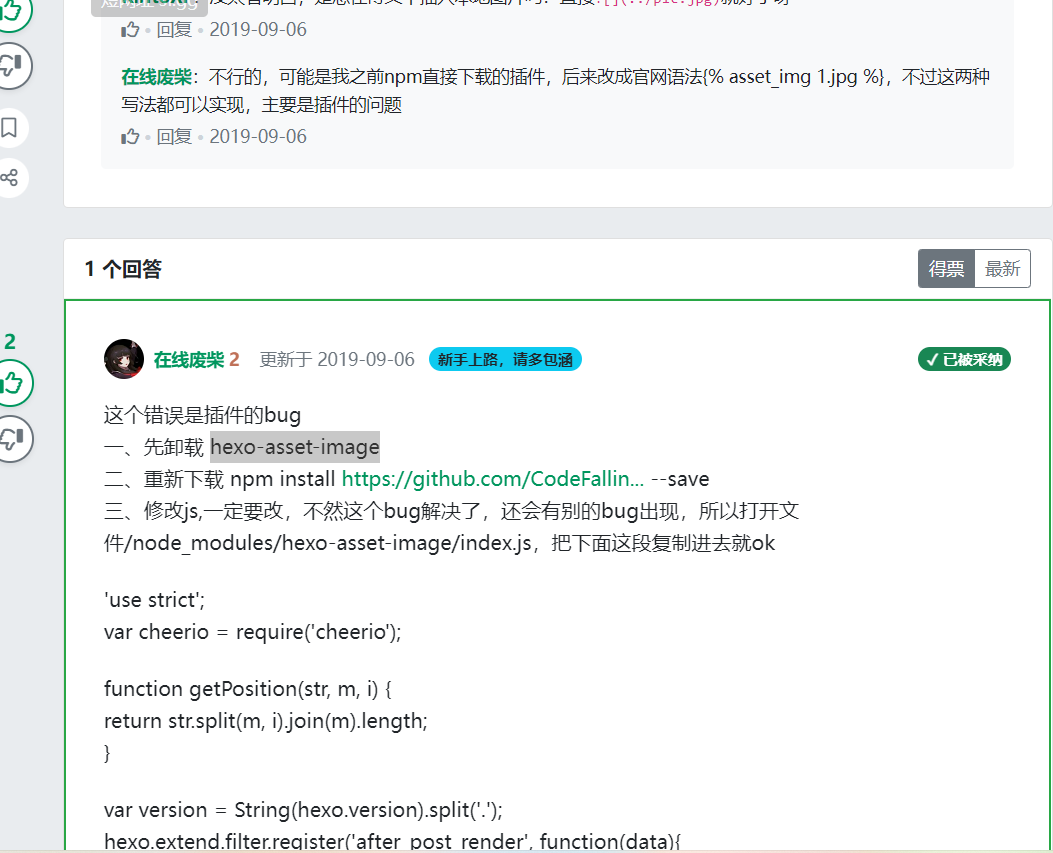 ![](../pic.jpg)
回复 • 2019-09-06
在线废柴：不行的，可能是我之前npm直接下载的插件，后来改成官网语法{% asset_img 1.jpg %}，不过这两种
写法都可以实现，主要是插件的问题
回复 • 2019-09-06
1 个回答
得票 最新
2
在线废柴 2 更新于 2019-09-06 新手上路，请多包涵 ✓ 已被采纳
这个错误是插件的bug
一、先卸载 hexo-asset-image
二、重新下载 npm install https://github.com/CodeFallin... --save
三、修改js,一定要改，不然这个bug解决了，还会有别的bug出现，所以打开文
件/node_modules/hexo-asset-image/index.js，把下面这段复制进去就ok
'use strict';
var cheerio = require('cheerio');
function getPosition(str, m, i) {
return str.split(m, i).join(m).length;
}
var version = String(hexo.version).split('.');
hexo.extend.filter.register('after_post_render', function(data){